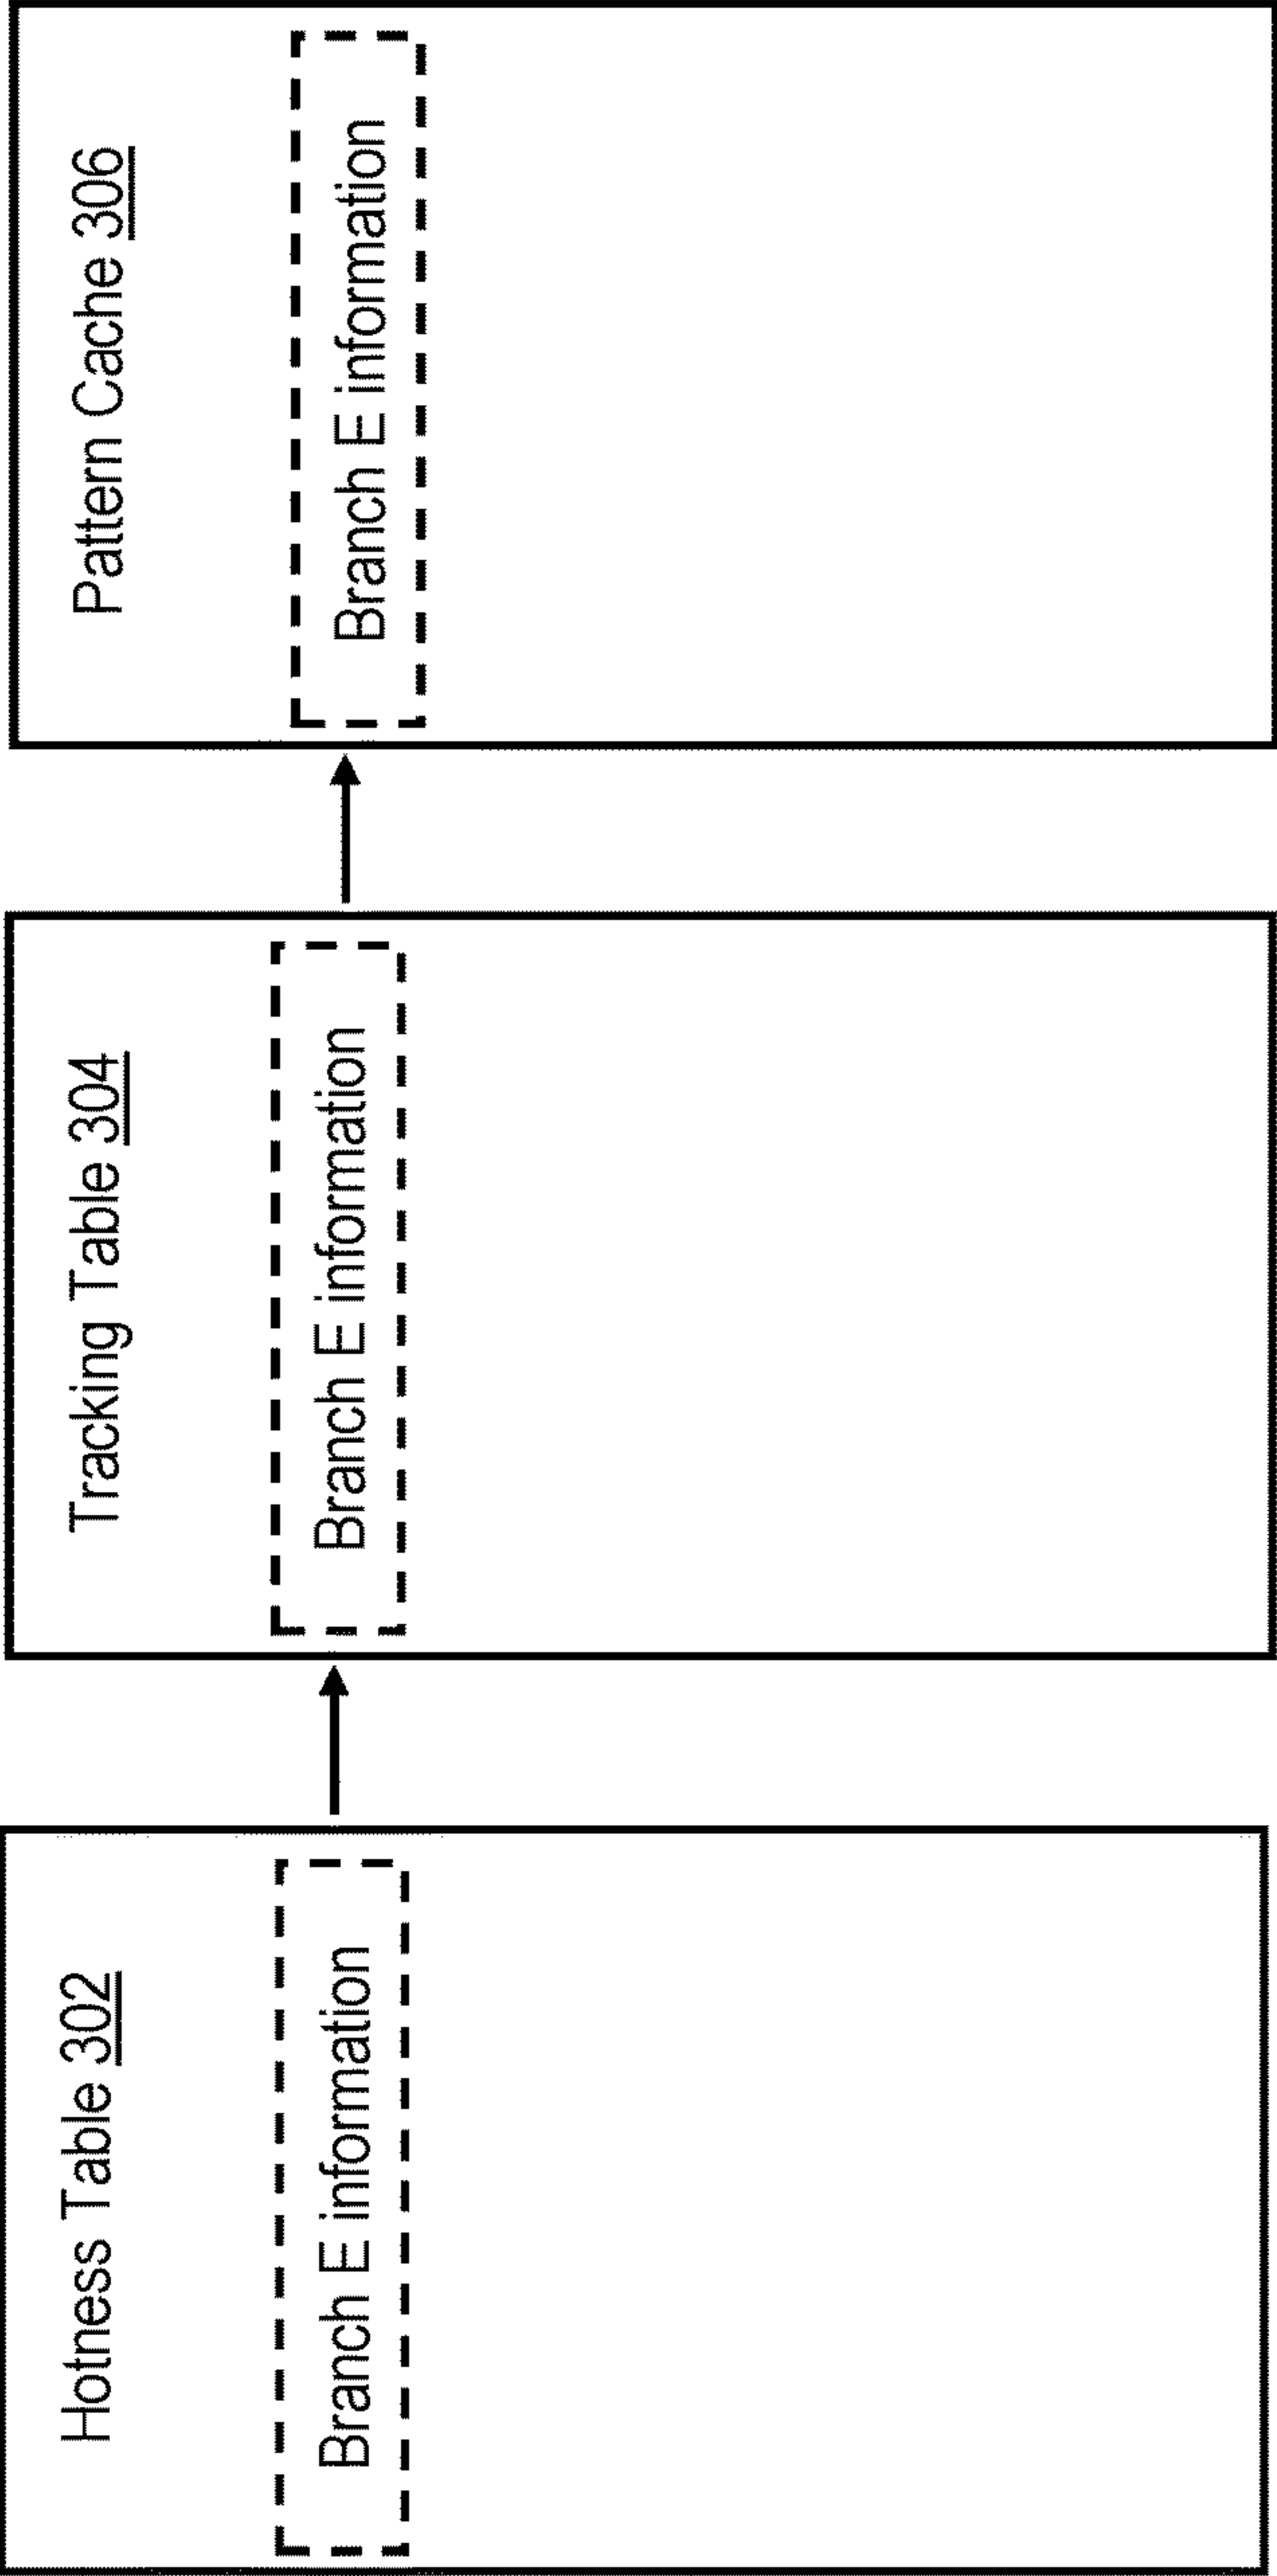 Hotness Table 302
Branch E information
Tracking Table 304
Branch E information
Pattern Cache 306
Branch E information